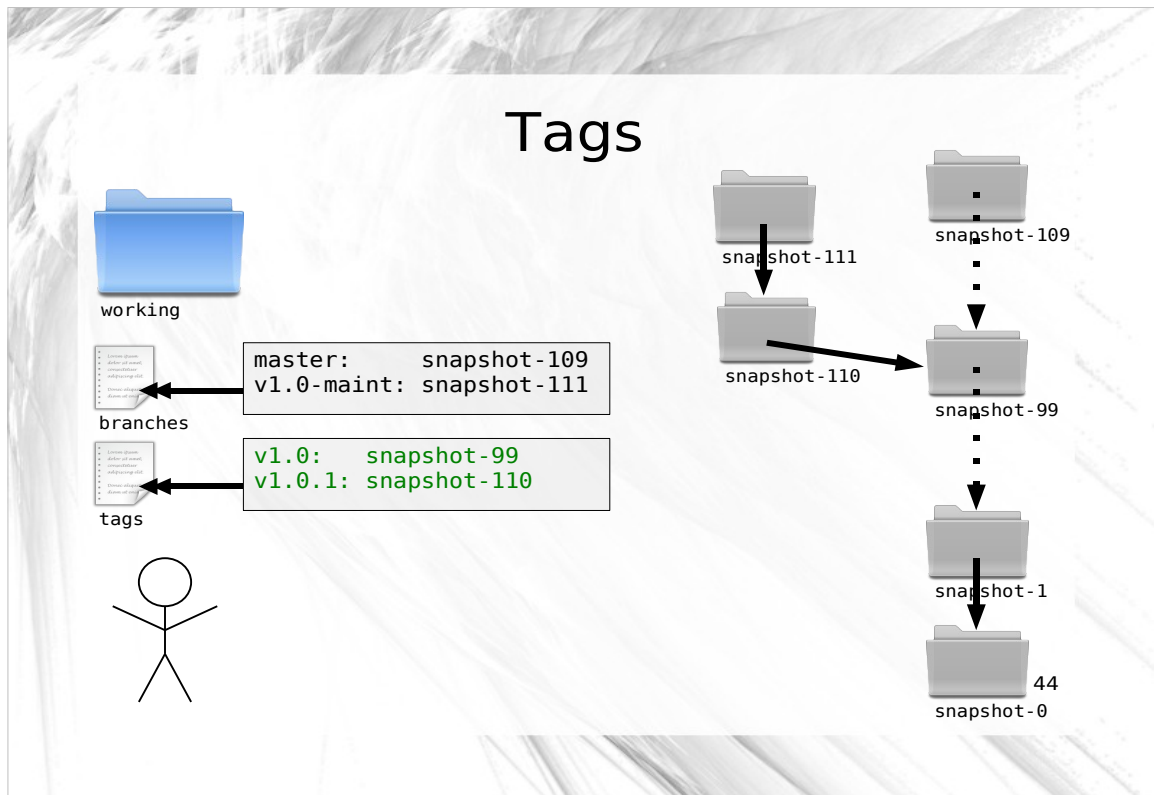 Tags
snapshot-109
snapshot-111
working
master:     snapshot-109
v1.0-maint: snapshot-111
snapshot-110
snapshot-99
branches
v1.0:   snapshot-99
v1.0.1: snapshot-110
tags
snapshot-1
44
snapshot-0